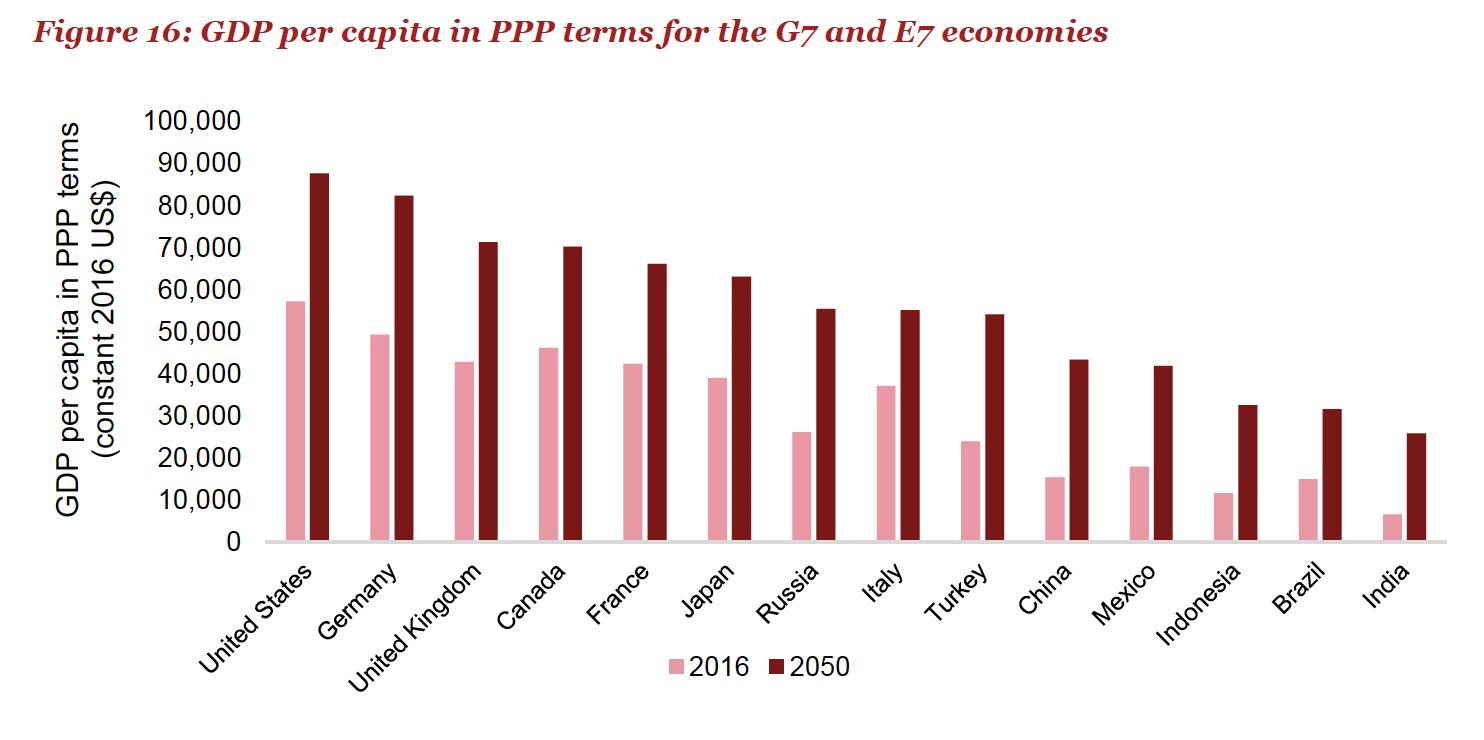 Figure 16: GDP per capita in PPP terms for the G7 and E7 economies
GDP per capita in PPP terms
(constant 2016 US$)
100,000
90,000
80,000
70,000
60,000
50,000
40,000
30,000
20,000
10,000
0
United States
Germany
United Kingdom
Canada
France
Japan
Russia
Italy
Turkey
China
Mexico
Indonesia
Brazil
India
2016
2050